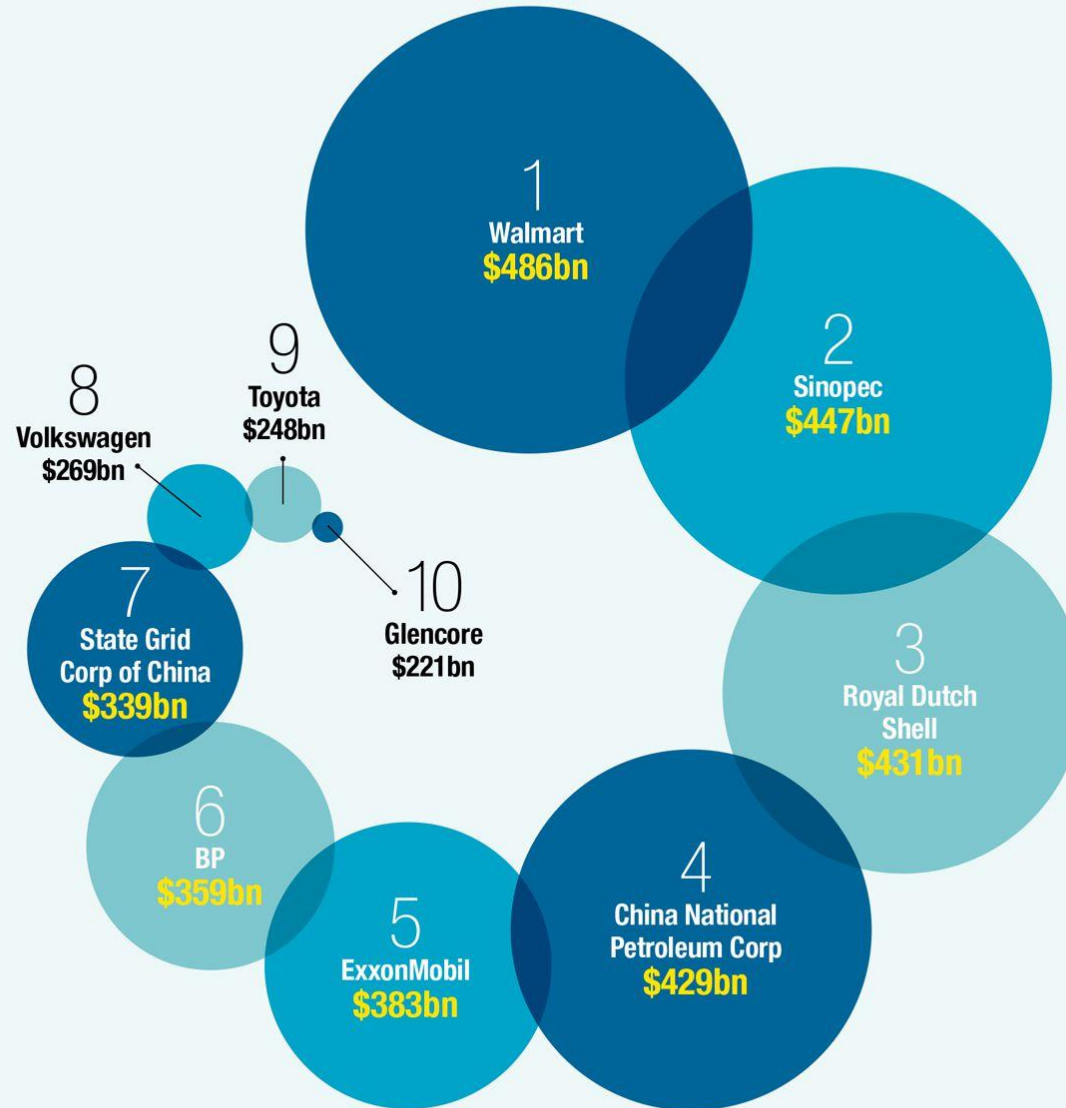 1
Walmart
$486bn
2
Sinopec
$447bn
3
Royal Dutch
Shell
$431bn
4
China National
Petroleum Corp
$429bn
5
ExxonMobil
$383bn
6
BP
$359bn
7
State Grid
Corp of China
$339bn
8
Volkswagen
$269bn
9
Toyota
$248bn
10
Glencore
$221bn